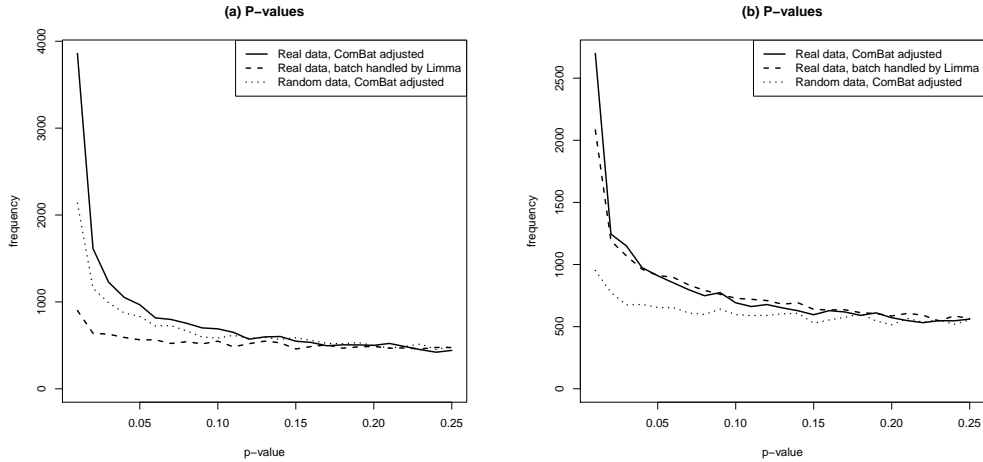 (a) P−values
Real data, ComBat adjusted
Real data, batch handled by Limma
Random data, ComBat adjusted
frequency
0
1000
2000
3000
4000
0.05
0.10
0.15
0.20
0.25
p−value
(b) P−values
Real data, ComBat adjusted
Real data, batch handled by Limma
Random data, ComBat adjusted
frequency
0
500
1000
1500
2000
2500
0.05
0.10
0.15
0.20
0.25
p−value